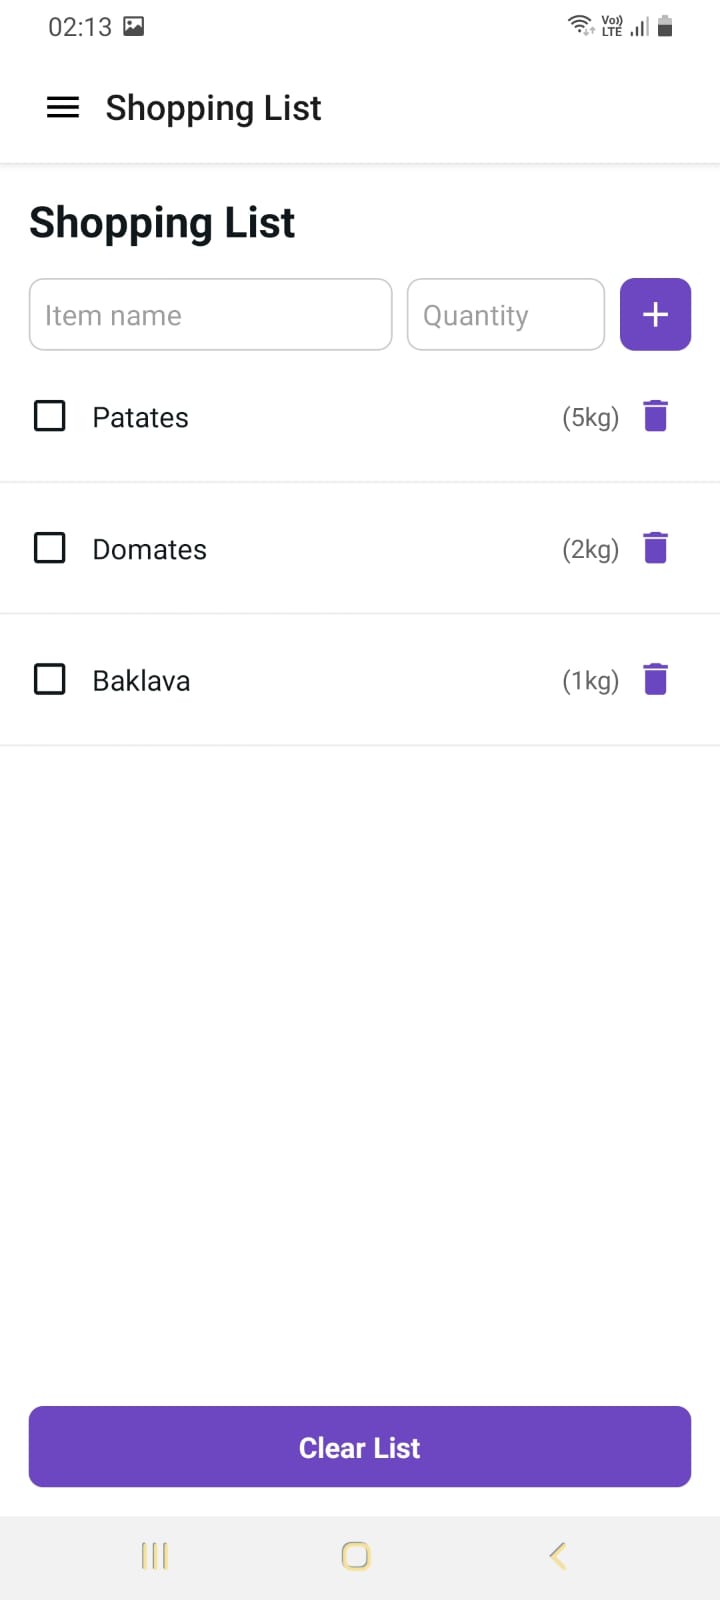 02:13
Vo)) LTE
Shopping List
Shopping List
Item name Quantity +
Patates (5kg)
Domates (2kg)
Baklava (1kg)
Clear List